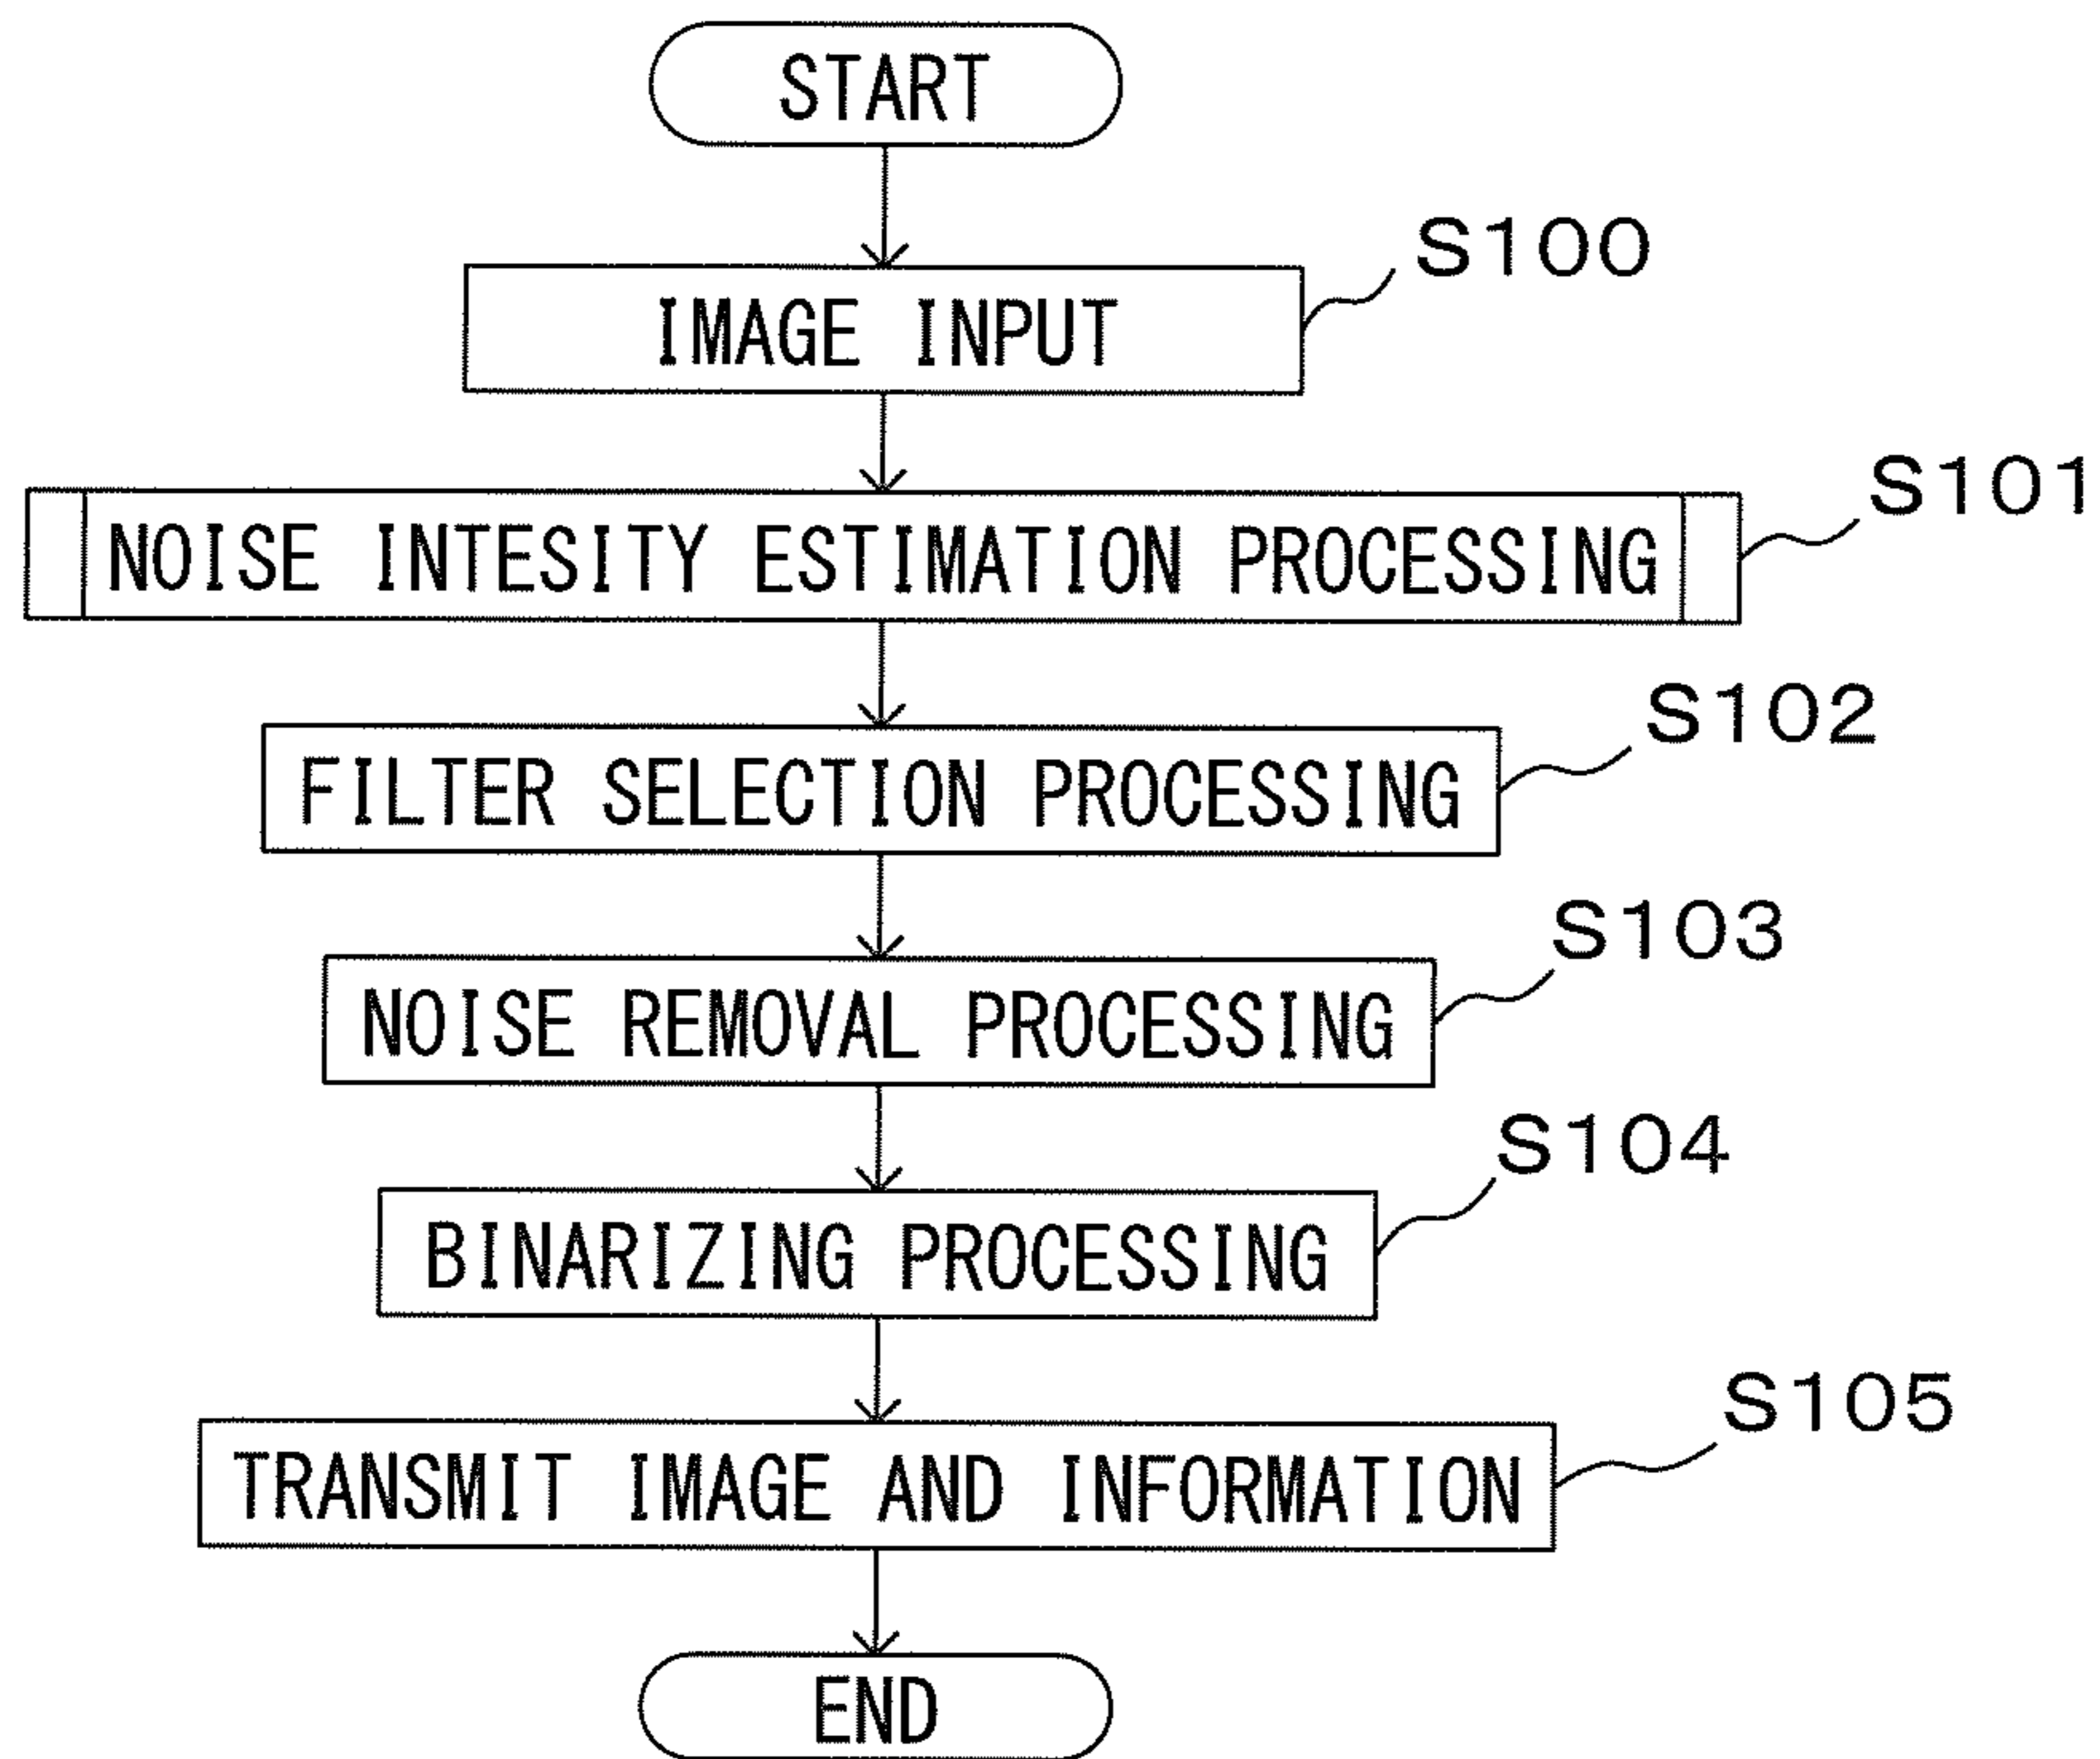 START
S100
IMAGE INPUT
S101
NOISE INTESITY ESTIMATION PROCESSING
S102
FILTER SELECTION PROCESSING
S103
NOISE REMOVAL PROCESSING
S104
BINARIZING PROCESSING
S105
TRANSMIT IMAGE AND INFORMATION
END